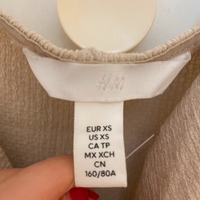 H&M
EUR XS
US XS
CA TP
MX XCH
CN
160/80A